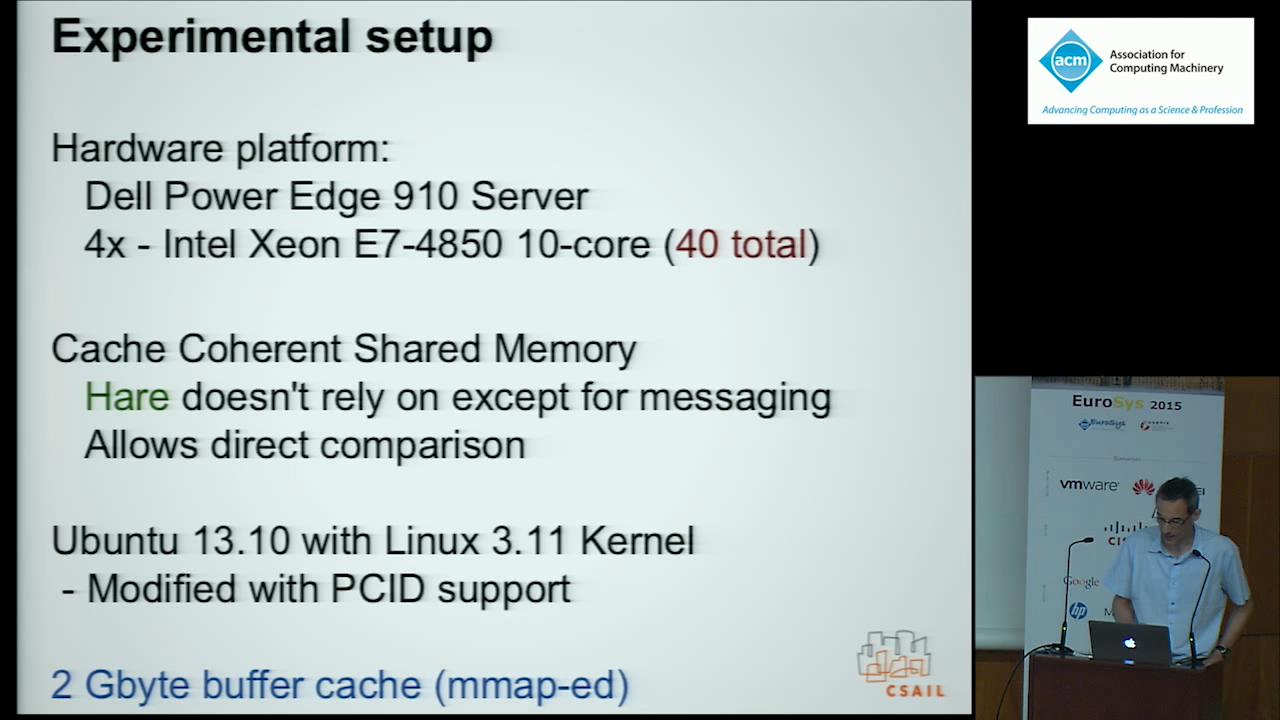 Experimental setup
Hardware platform:
Dell Power Edge 910 Server
4x - Intel Xeon E7-4850 10-core (40 total)
Cache Coherent Shared Memory
Hare doesn't rely on except for messaging
Allows direct comparison
Ubuntu 13.10 with Linux 3.11 Kernel
- Modified with PCID support
2 Gbyte buffer cache (mmap-ed)
CSAIL
acm
Association for
Computing Machinery
Advancing Computing as a Science & Profession
EuroSys 2015
EuroSys
vmware
Google
hp